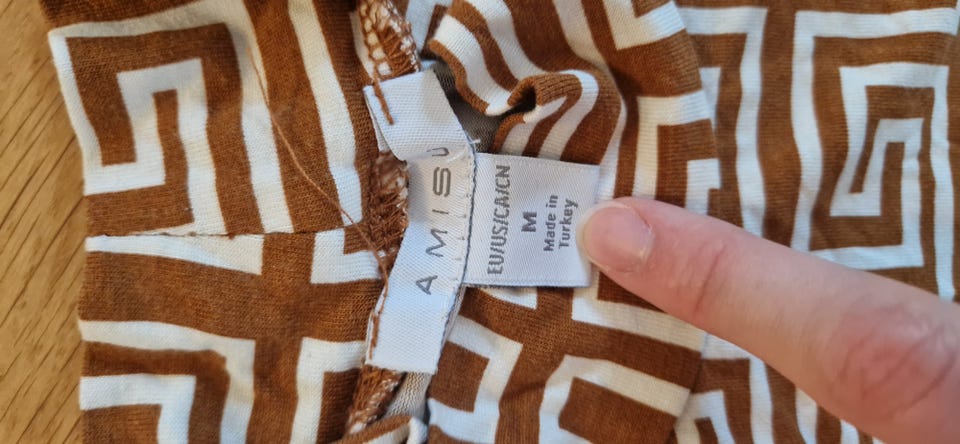 AMISU
EU/US/CA/CN
M
Made in
Turkey